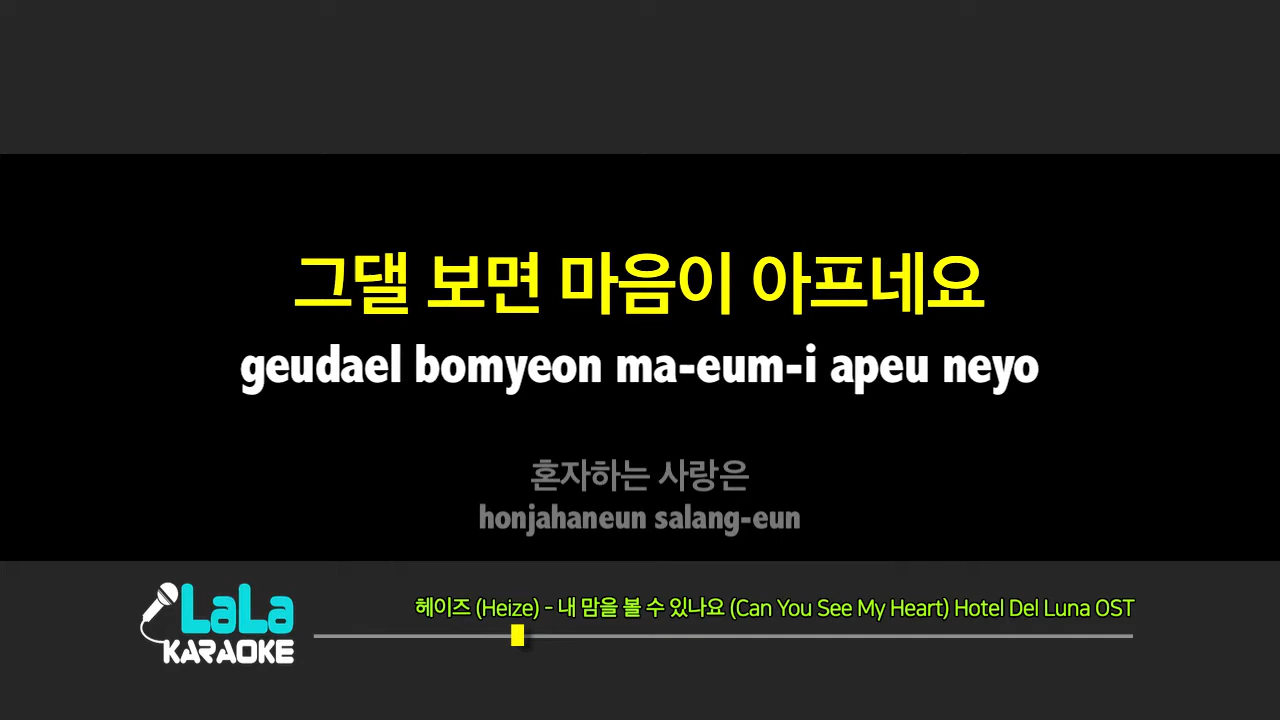 그댈 보면 마음이 아프네요
geudael bomyeon ma-eum-i apeu neyo
혼자하는 사랑은
honjahaneun salang-eun
LaLa
KARAOKE
헤이즈 (Heize) - 내 맘을 볼 수 있나요 (Can You See My Heart) Hotel Del Luna OST